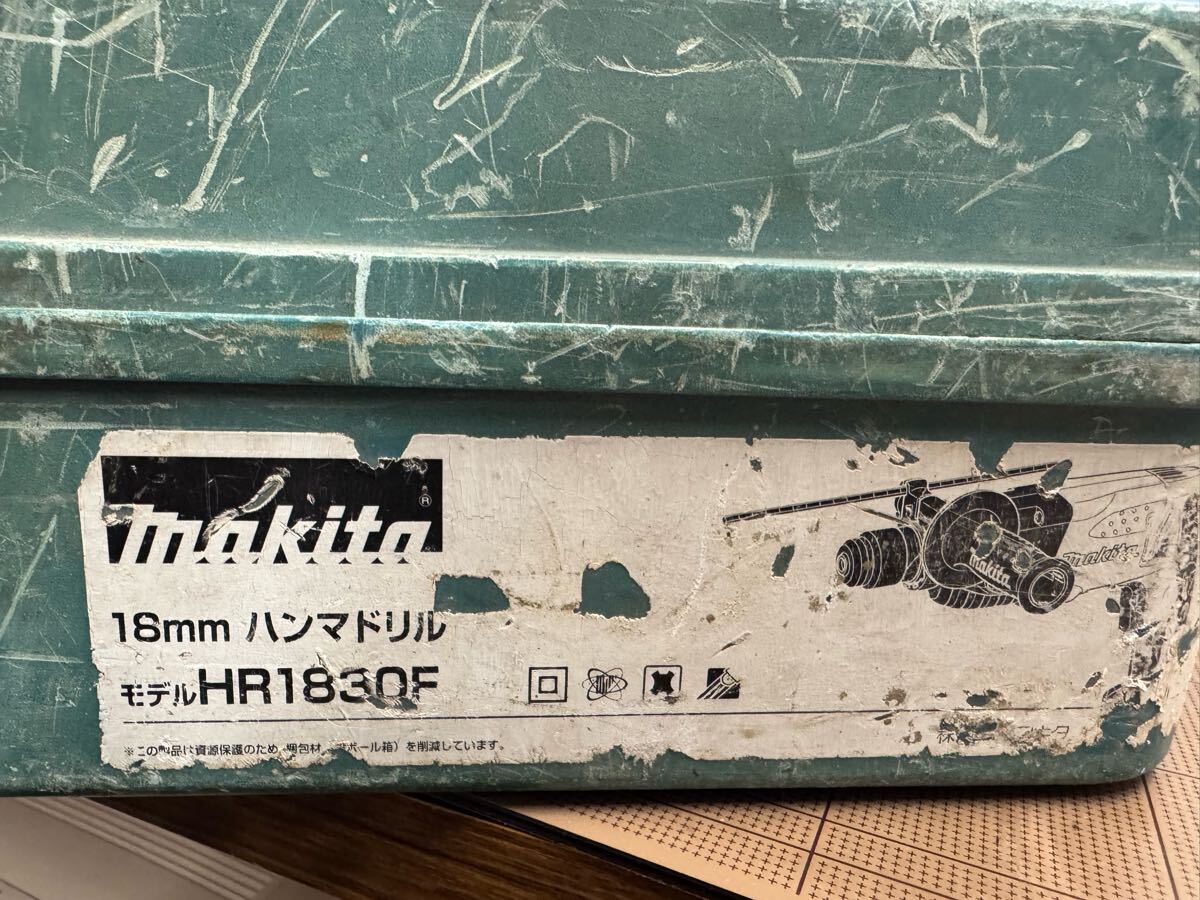 makita®
18mm ハンマドリル
モデルHR1830F
※この製品は資源保護のため 梱包材 ボール箱）を削減しています。
makita
makita